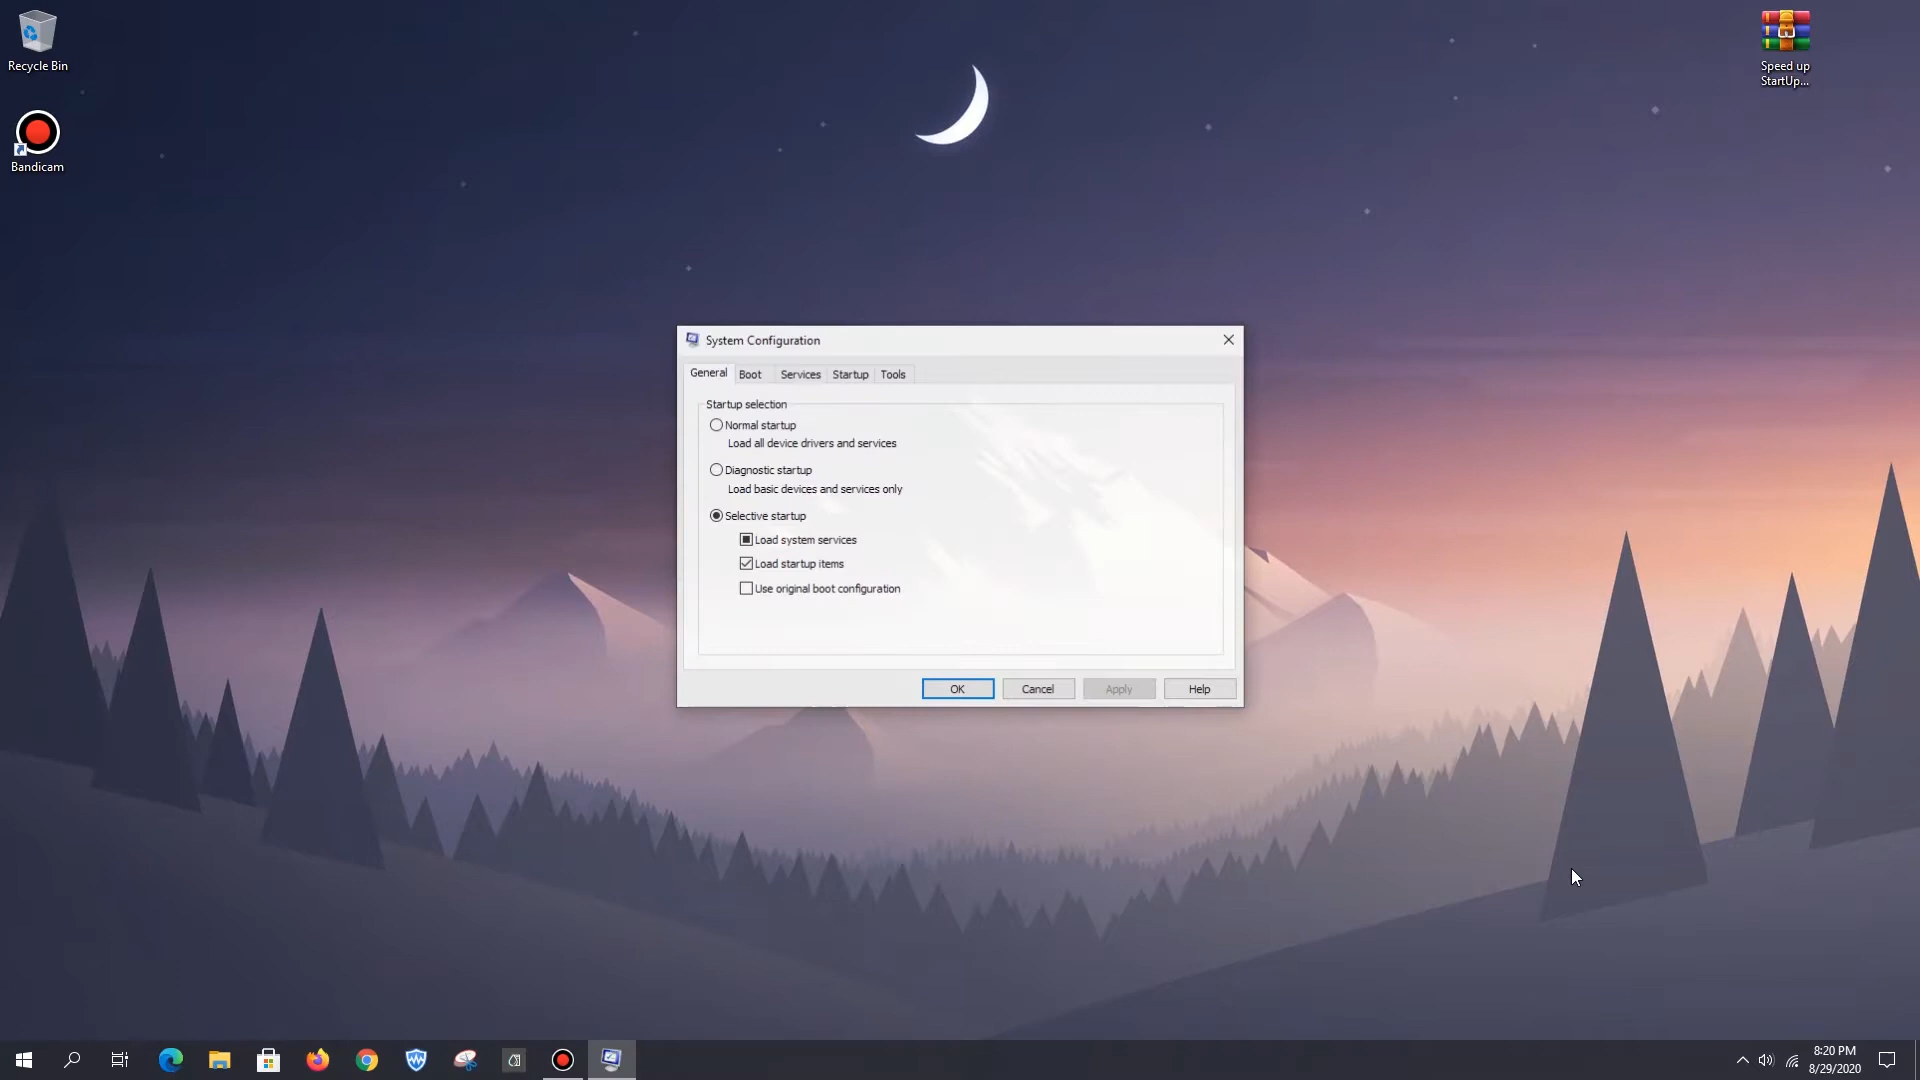 Recycle Bin
Bandicam
Speed up
StartUp...
System Configuration
General Boot Services Startup Tools
Startup selection
Normal startup
Load all device drivers and services
Diagnostic startup
Load basic devices and services only
Selective startup
Load system services
Load startup items
Use original boot configuration
OK Cancel Apply Help
8:20 PM
8/29/2020